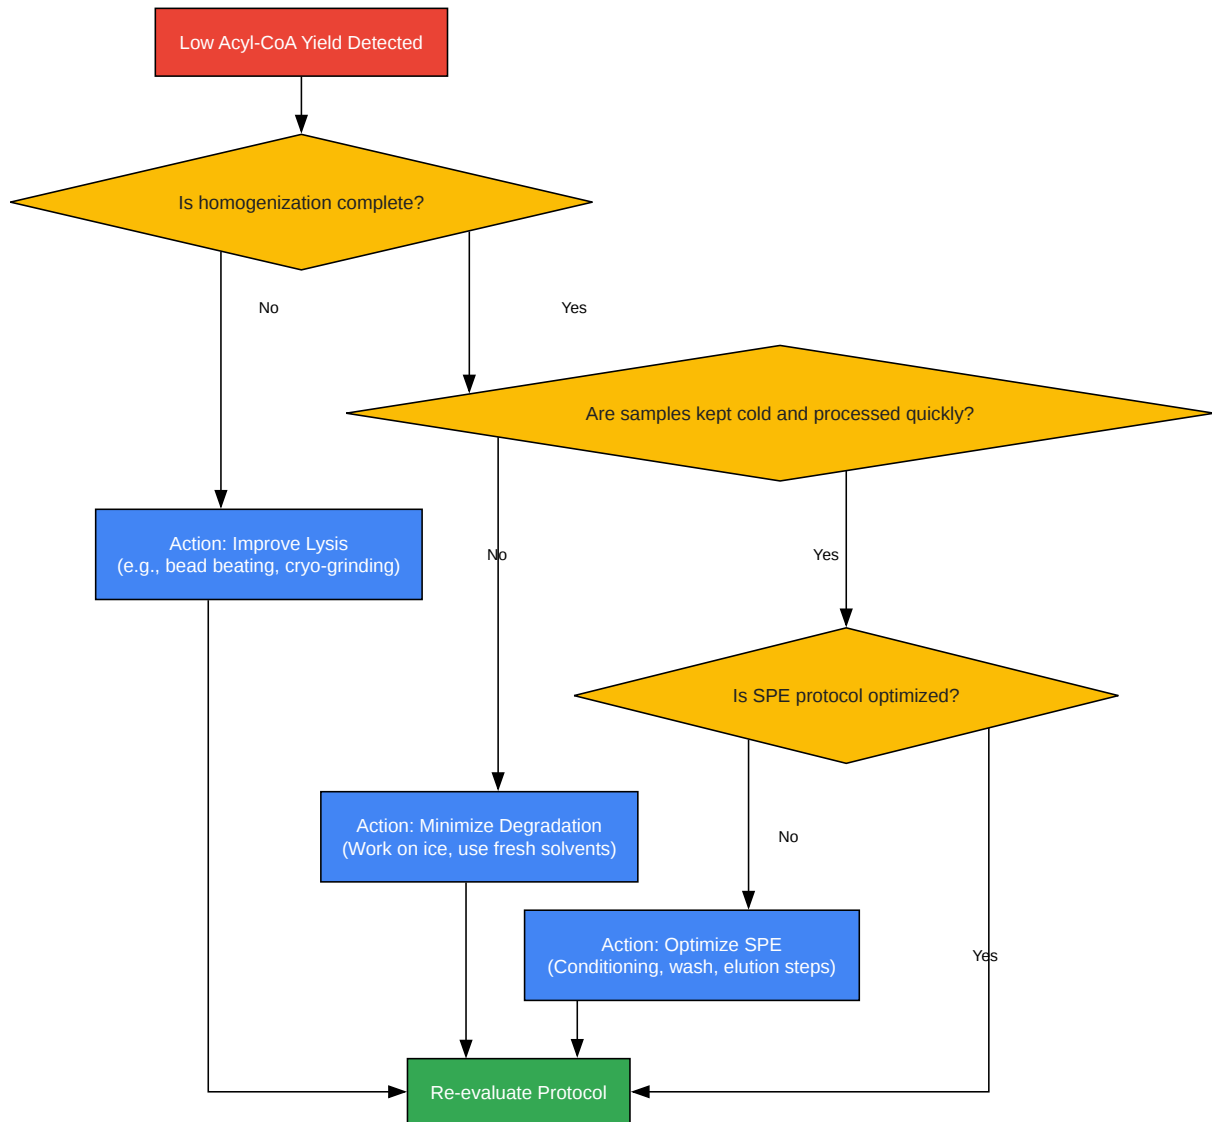 Low Acyl-CoA Yield Detected
Is homogenization complete?
No
Yes
Are samples kept cold and processed quickly?
Action: Improve Lysis
(e.g., bead beating, cryo-grinding)
No
Yes
Is SPE protocol optimized?
Action: Minimize Degradation
(Work on ice, use fresh solvents)
No
Action: Optimize SPE
(Conditioning, wash, elution steps)
Yes
Re-evaluate Protocol